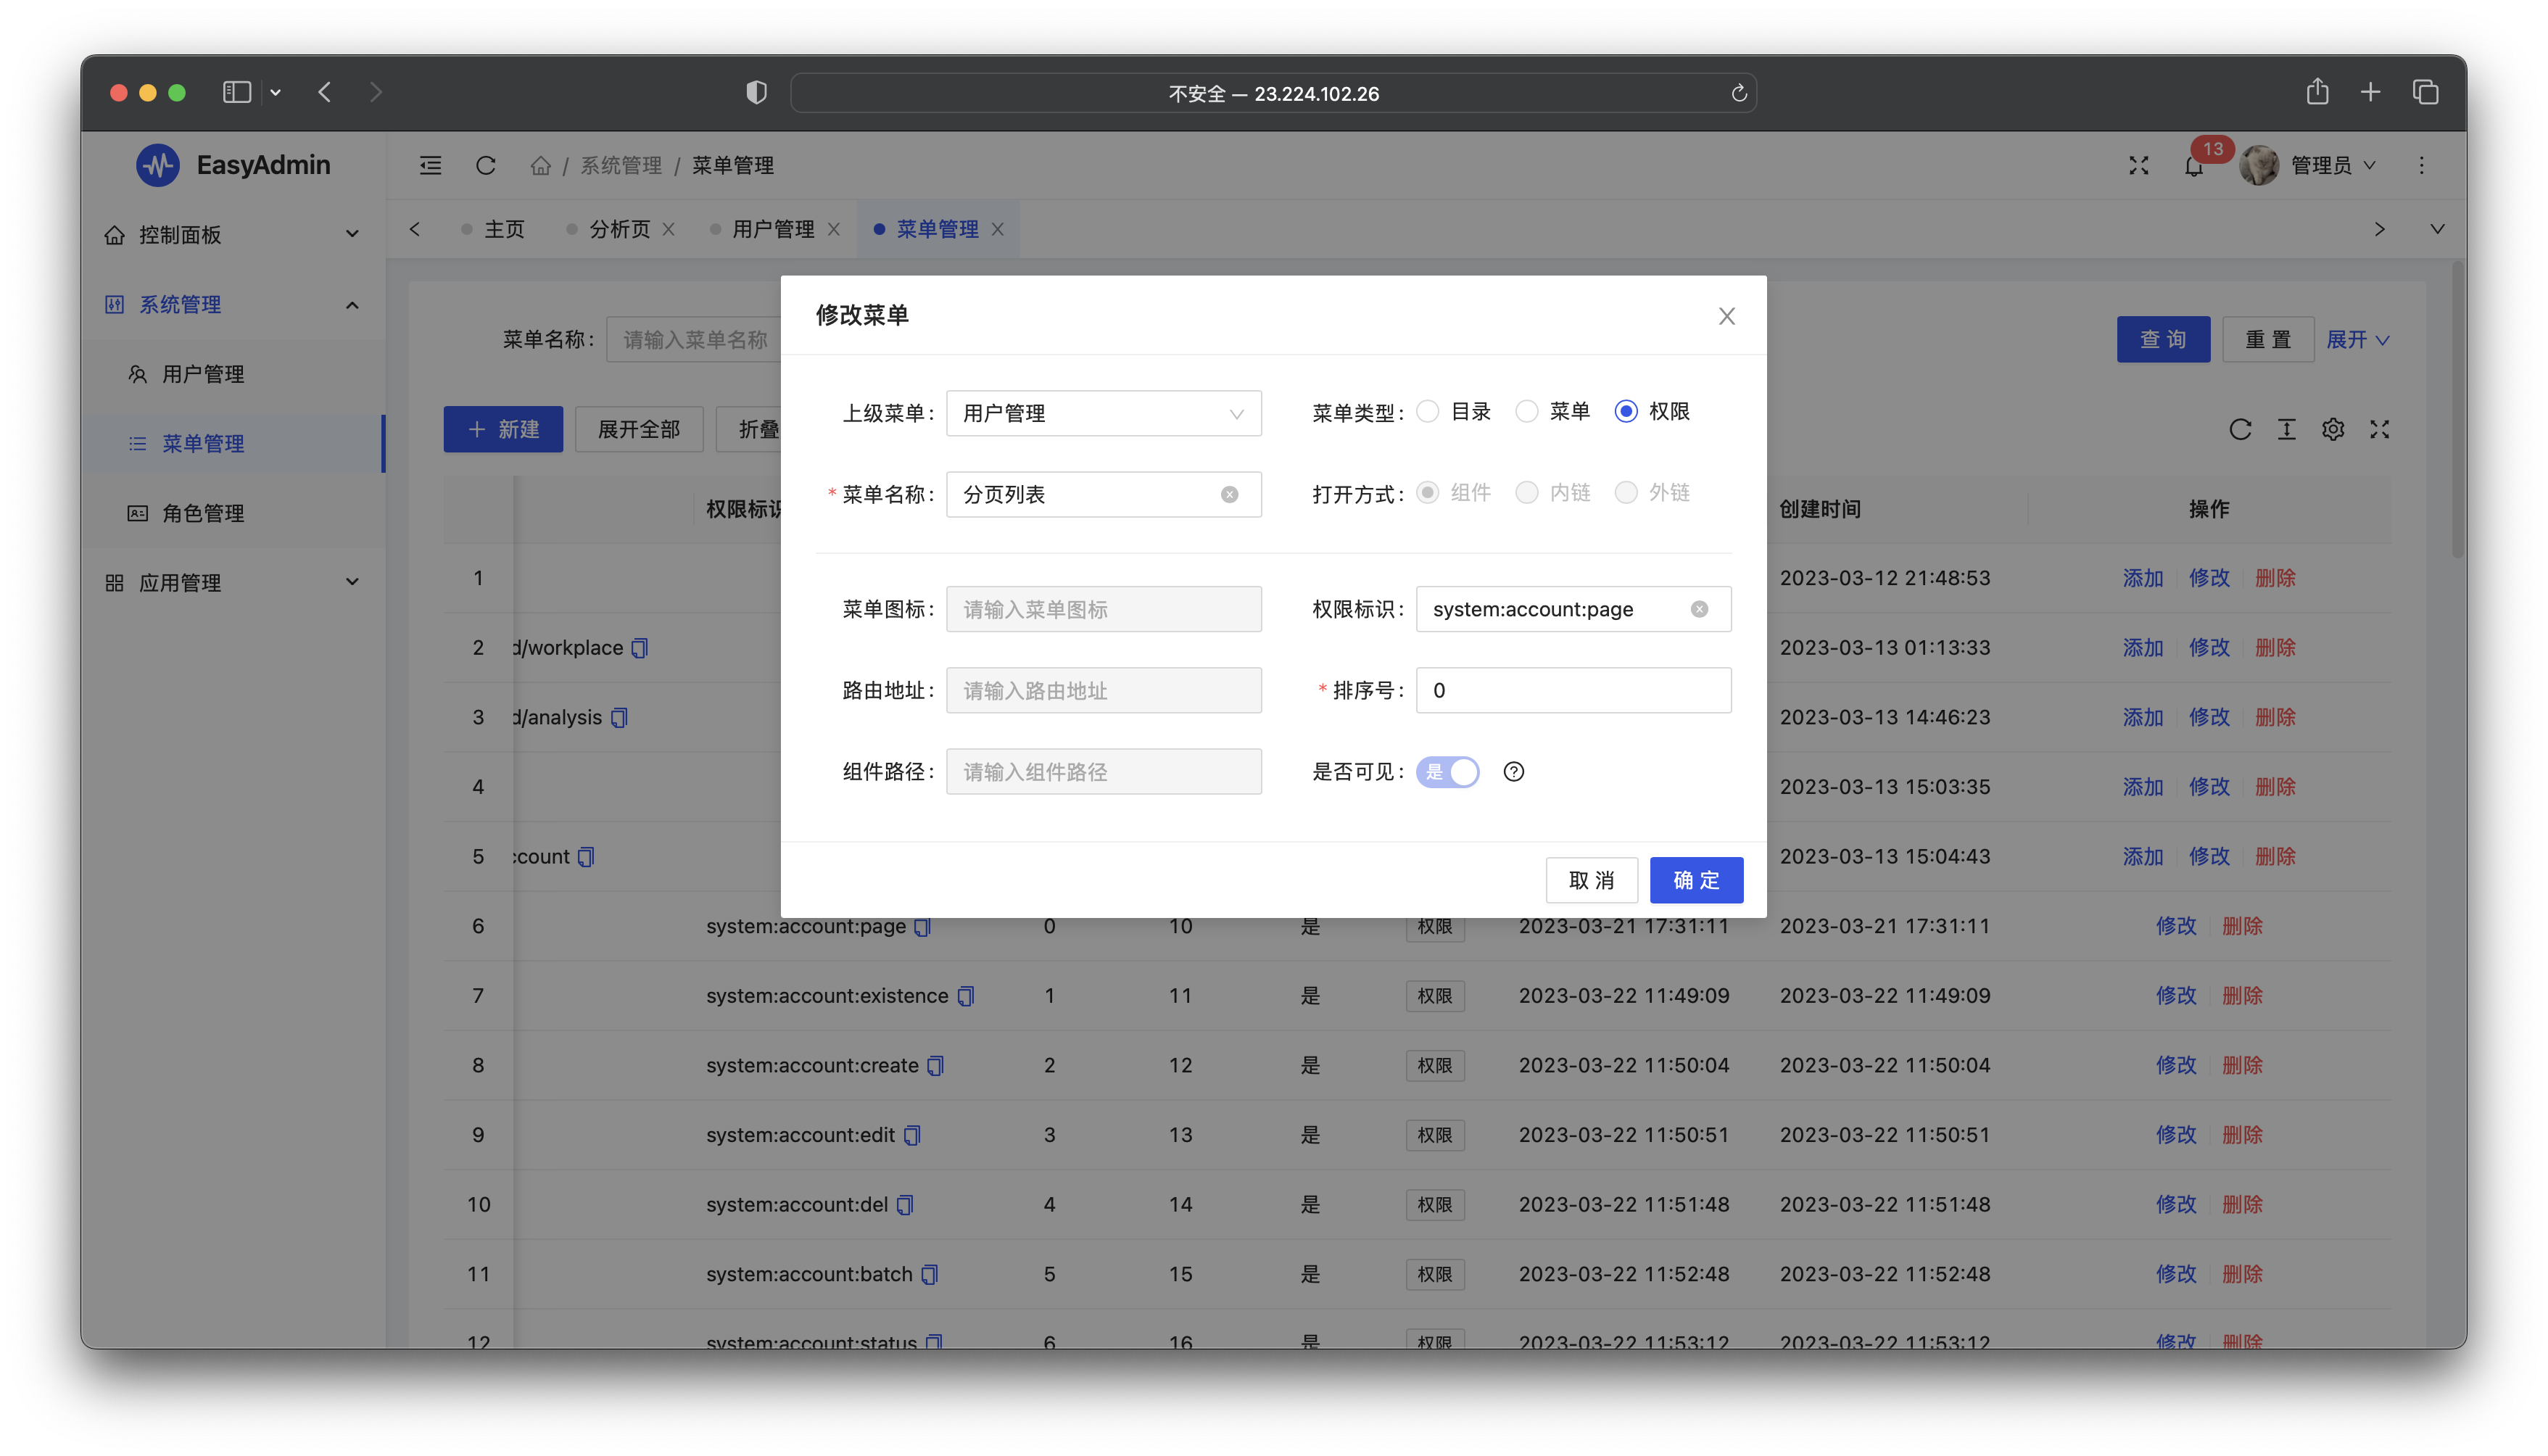 不安全 — 23.224.102.26
EasyAdmin
/ 系统管理 / 菜单管理
13
管理员
控制面板
系统管理
用户管理
菜单管理
角色管理
应用管理
主页
分析页
用户管理
菜单管理
菜单名称:
请输入菜单名称
查 询
重 置
展开
新建
展开全部
折叠
权限标识
创建时间
操作
修改菜单
上级菜单:
用户管理
菜单类型:
目录
菜单
权限
* 菜单名称:
分页列表
打开方式:
组件
内链
外链
菜单图标:
请输入菜单图标
权限标识:
system:account:page
路由地址:
请输入路由地址
* 排序号:
0
组件路径:
请输入组件路径
是否可见:
是
取 消
确 定
1 2023-03-12 21:48:53 添加 修改 删除
2 d/workplace 2023-03-13 01:13:33 添加 修改 删除
3 d/analysis 2023-03-13 14:46:23 添加 修改 删除
4 2023-03-13 15:03:35 添加 修改 删除
5 ccount 2023-03-13 15:04:43 添加 修改 删除
6 system:account:page 0 10 是 权限 2023-03-21 17:31:11 2023-03-21 17:31:11 修改 删除
7 system:account:existence 1 11 是 权限 2023-03-22 11:49:09 2023-03-22 11:49:09 修改 删除
8 system:account:create 2 12 是 权限 2023-03-22 11:50:04 2023-03-22 11:50:04 修改 删除
9 system:account:edit 3 13 是 权限 2023-03-22 11:50:51 2023-03-22 11:50:51 修改 删除
10 system:account:del 4 14 是 权限 2023-03-22 11:51:48 2023-03-22 11:51:48 修改 删除
11 system:account:batch 5 15 是 权限 2023-03-22 11:52:48 2023-03-22 11:52:48 修改 删除
12 system:account:status 6 16 是 权限 2023-03-22 11:53:12 2023-03-22 11:53:12 修改 删除